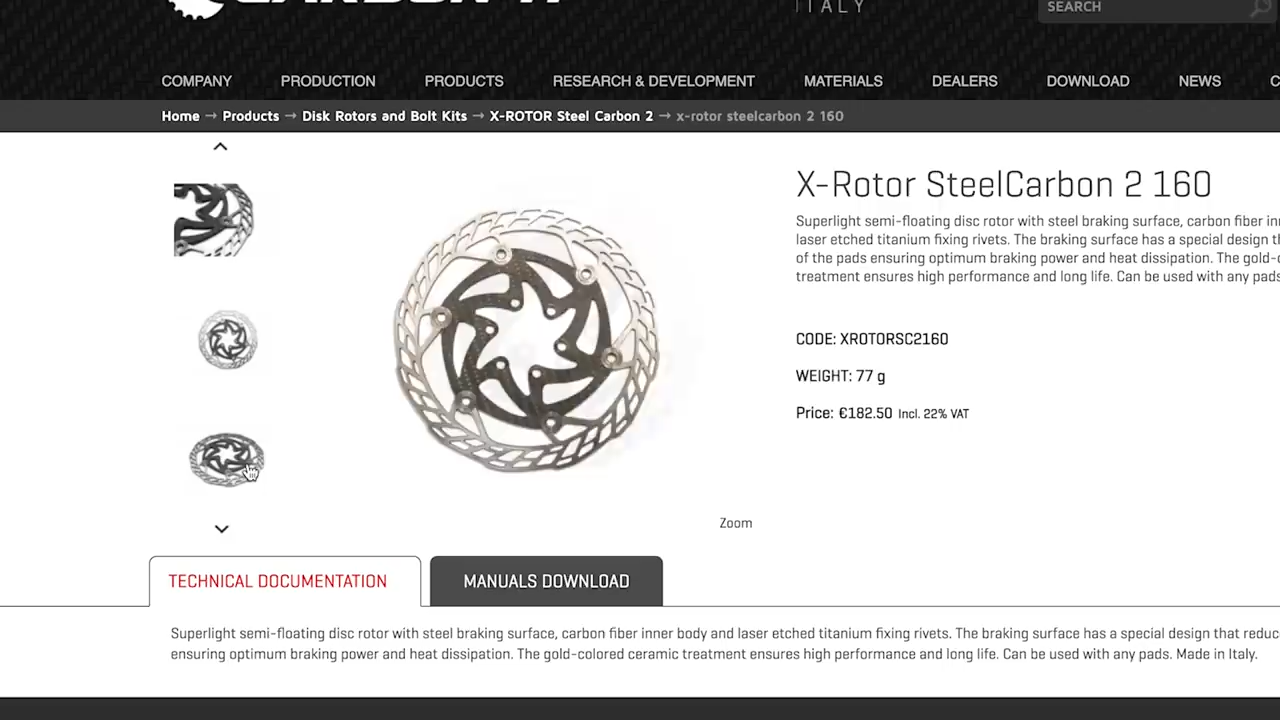 ITALY
SEARCH
COMPANY PRODUCTION PRODUCTS RESEARCH & DEVELOPMENT MATERIALS DEALERS DOWNLOAD NEWS
Home → Products → Disk Rotors and Bolt Kits → X-ROTOR Steel Carbon 2 → x-rotor steelcarbon 2 160
X-Rotor SteelCarbon 2 160
Superlight semi-floating disc rotor with steel braking surface, carbon fiber
laser etched titanium fixing rivets. The braking surface has a special design
of the pads ensuring optimum braking power and heat dissipation. The
treatment ensures high performance and long life. Can be used with any pads
CODE: XROTORSC2160
WEIGHT: 77 g
Price: €182.50 Incl. 22% VAT
Zoom
TECHNICAL DOCUMENTATION MANUALS DOWNLOAD
Superlight semi-floating disc rotor with steel braking surface, carbon fiber inner body and laser etched titanium fixing rivets. The braking surface has a special design that
ensuring optimum braking power and heat dissipation. The gold-colored ceramic treatment ensures high performance and long life. Can be used with any pads. Made in Italy.